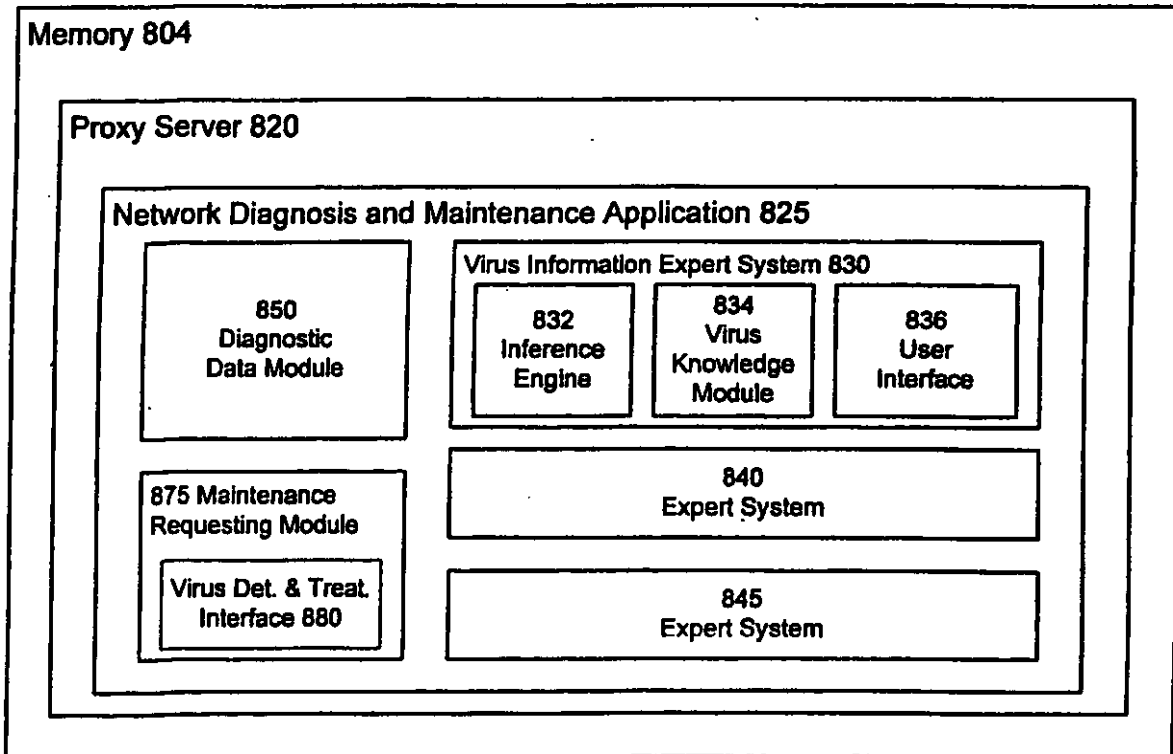 Memory 804
Proxy Server 820
Network Diagnosis and Maintenance Application 825
850
Diagnostic
Data Module
Virus Information Expert System 830
832
Inference
Engine
834
Virus
Knowledge
Module
836
User
Interface
875 Maintenance
Requesting Module
Virus Det. & Treat.
Interface 880
840
Expert System
845
Expert System